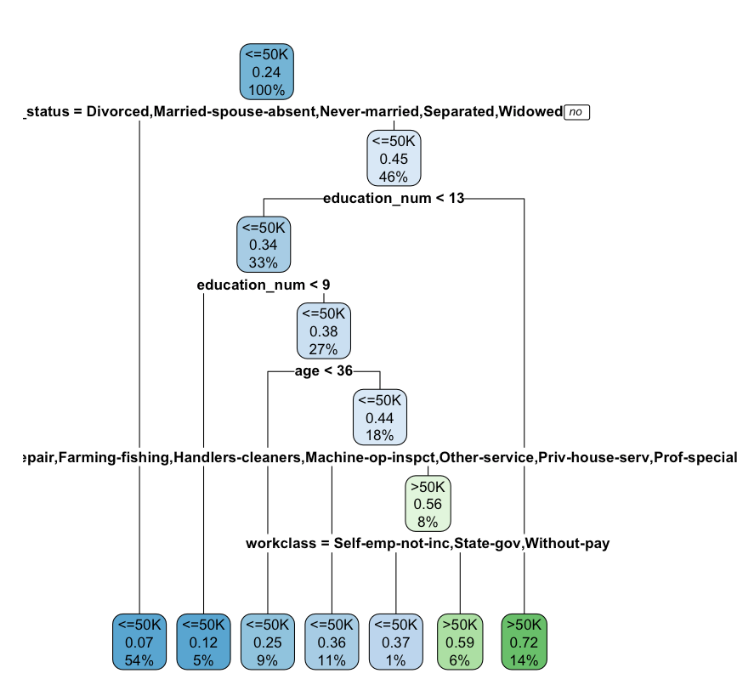 <=50K
0.24
100%
_status = Divorced,Married-spouse-absent,Never-married,Separated,Widowed no
<=50K
0.45
46%
education_num < 13
<=50K
0.34
33%
education_num < 9
<=50K
0.38
27%
age < 36
<=50K
0.44
18%
epair,Farming-fishing,Handlers-cleaners,Machine-op-inspct,Other-service,Priv-house-serv,Prof-special
>50K
0.56
8%
workclass = Self-emp-not-inc,State-gov,Without-pay
<=50K <=50K <=50K <=50K <=50K >50K >50K
0.07 0.12 0.25 0.36 0.37 0.59 0.72
54% 5% 9% 11% 1% 6% 14%